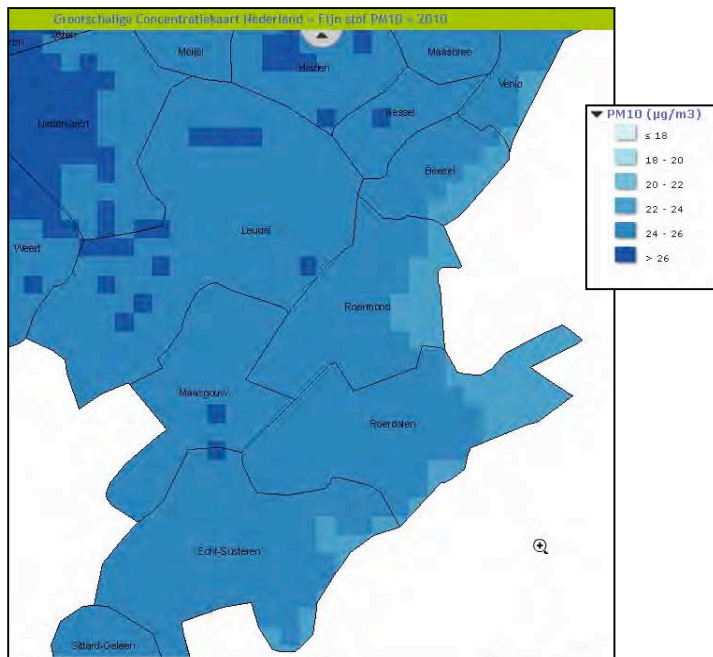 Grootschalige Concentratiekaart Nederland » Fijn stof PM10 » 2010
Meijel
Maasbree
Helden
Venlo
Nederweert
Kessel
Beesel
Leudal
Weert
Roermond
Maasgouw
Roerdalen
Echt-Susteren
Sittard-Geleen
PM10 (µg/m3)
≤ 18
18 - 20
20 - 22
22 - 24
24 - 26
> 26